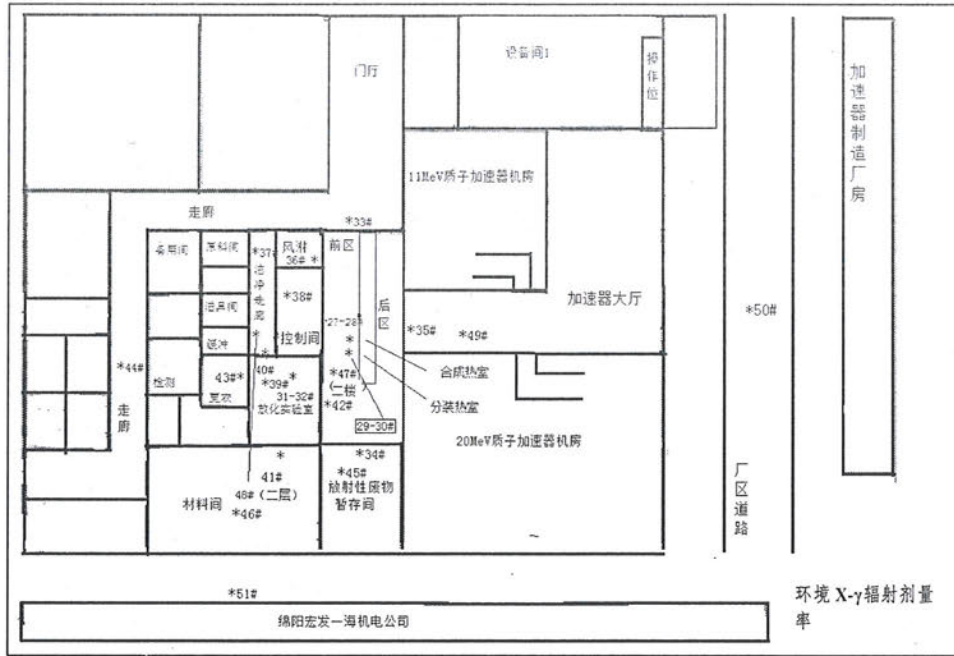 门厅
设备间1
操作位
加速器制造厂房
11MeV质子加速器机房
走廊
*33#
备用间
原料间
*37#
洁净走廊
风淋
36# *
前区
后区
*38#
控制间
洁具间
缓冲
*27-28#
*
*
加速器大厅
*50#
*35#
*49#
合成热室
分装热室
*44#
走廊
检测
43#*
更衣
*
*
40#
*39# *
31-32#
放化实验室
*47#
(二楼)
*42#
29-30#
20MeV质子加速器机房
*
41#
48#(二层)
*46#
材料间
*34#
*45#
放射性废物
暂存间
厂区道路
*51#
绵阳宏发一海机电公司
环境 X-γ辐射剂量
率